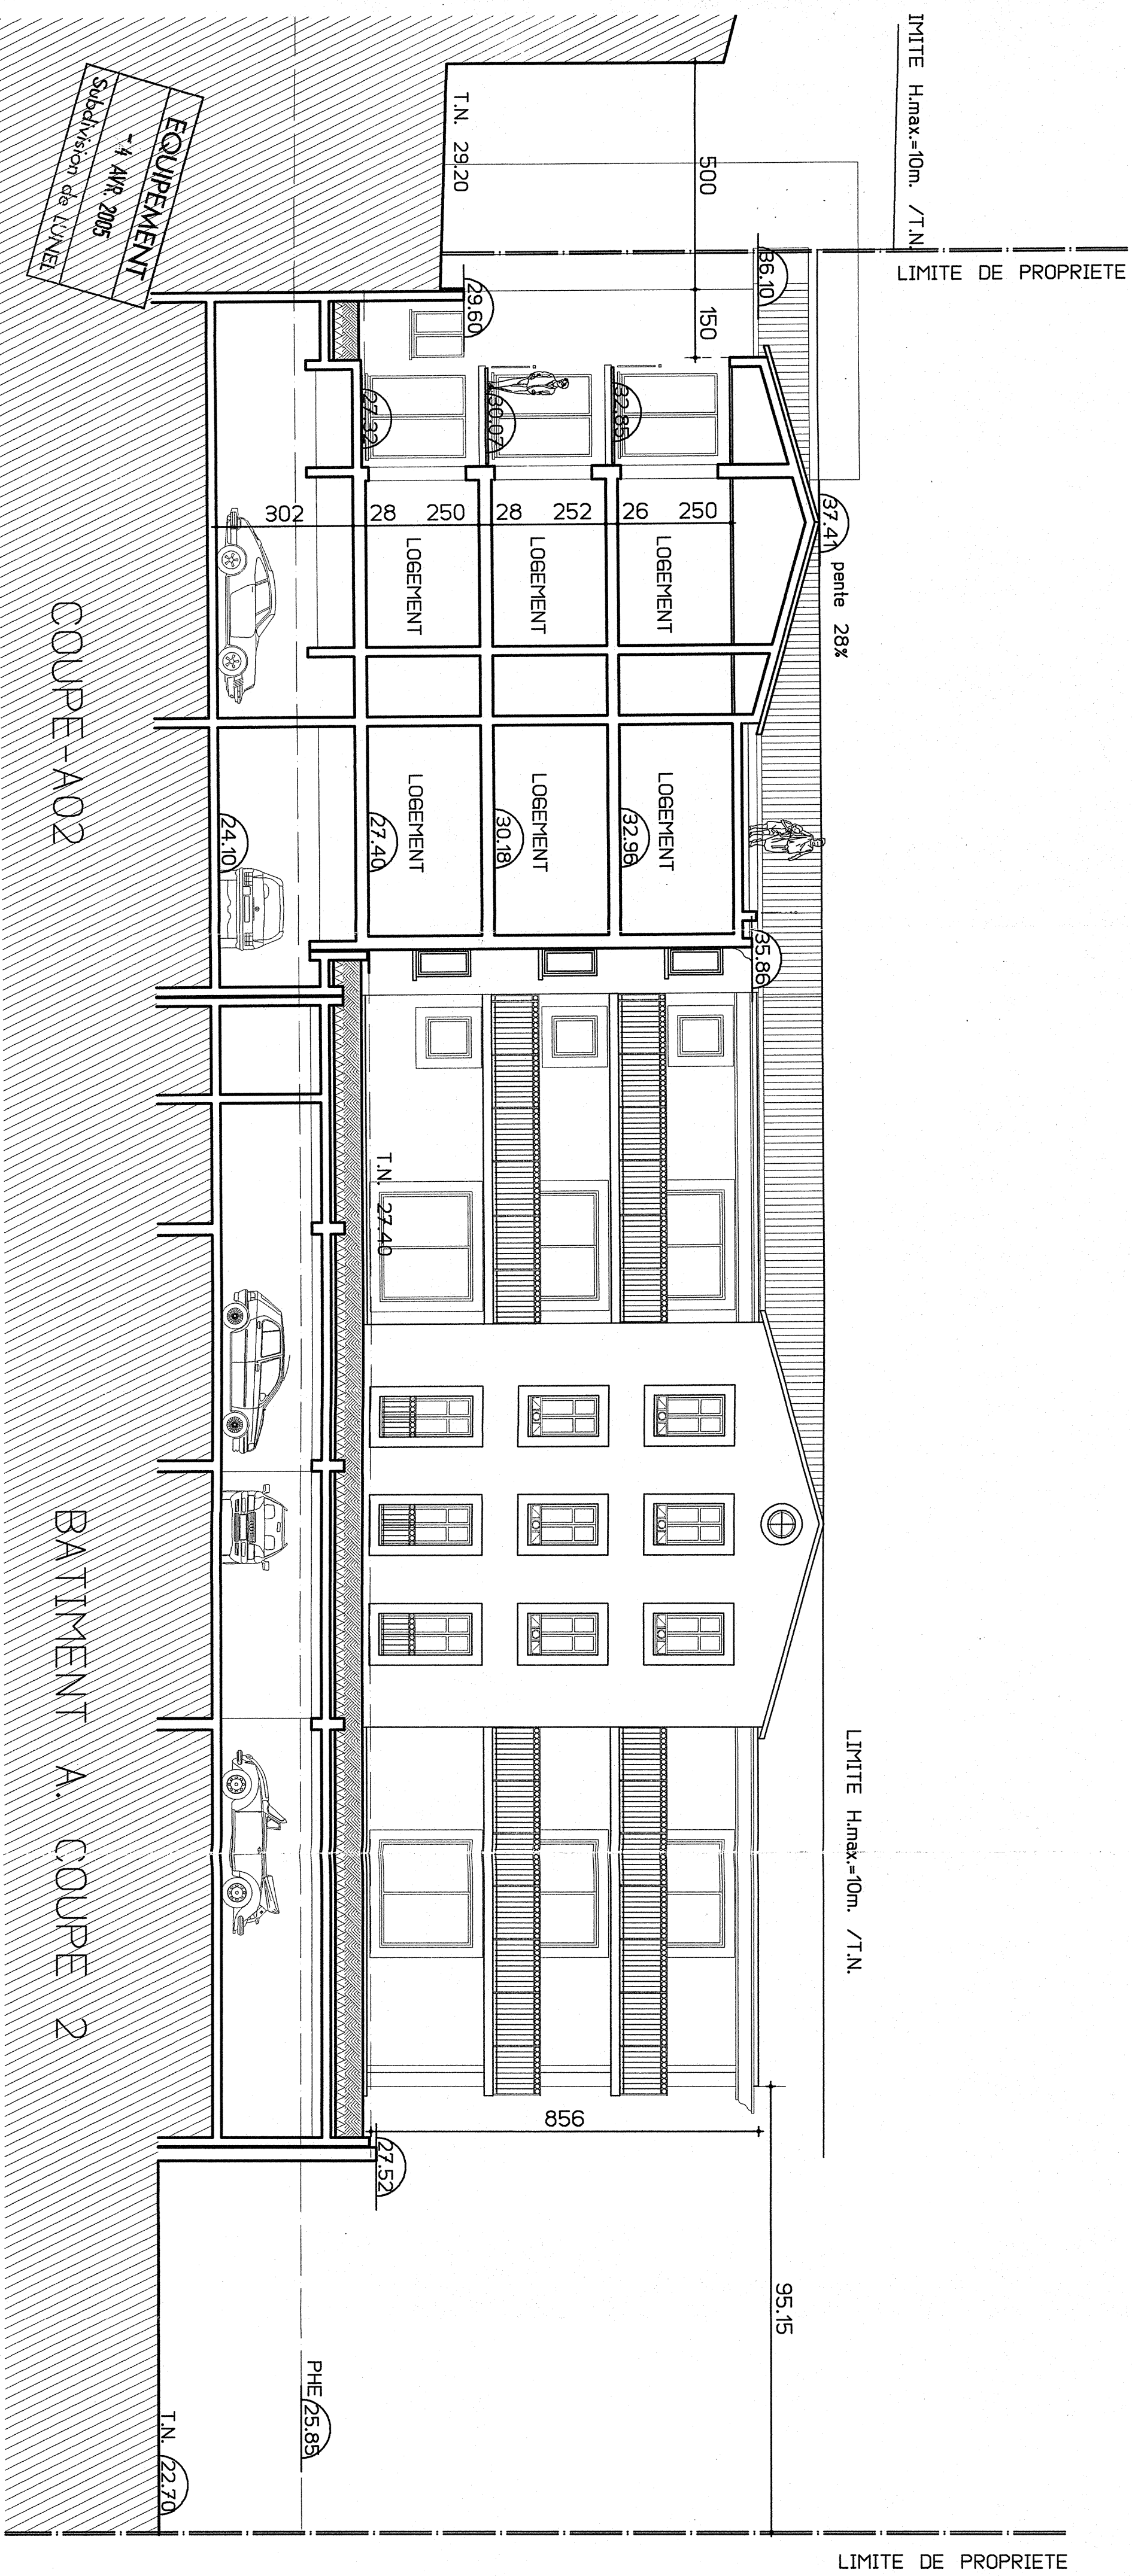 LIMITE DE PROPRIETE
IMITE H.max.=10m. /T.N.
36.10
37.41
pente 28%
LIMITE H.max.=10m. /T.N.
LIMITE DE PROPRIETE
500
150
35.86
95.15
32.85
250
LOGEMENT
LOGEMENT
26
32.96
30.07
252
LOGEMENT
LOGEMENT
28
30.18
856
T.N. 29.20
29.60
27.32
250
LOGEMENT
LOGEMENT
28
27.40
T.N. 27.40
27.52
302
24.10
PHE 25.85
T.N. 22.70
EQUIPEMENT
-4 AVR. 2005
Subdivision de LUNEL
COUPE-A02
BATIMENT A. COUPE 2